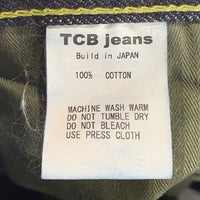 TCB jeans
Build in JAPAN
100% COTTON
MACHINE WASH WARM
DO NOT TUMBLE DRY
DO NOT BLEACH
USE PRESS CLOTH